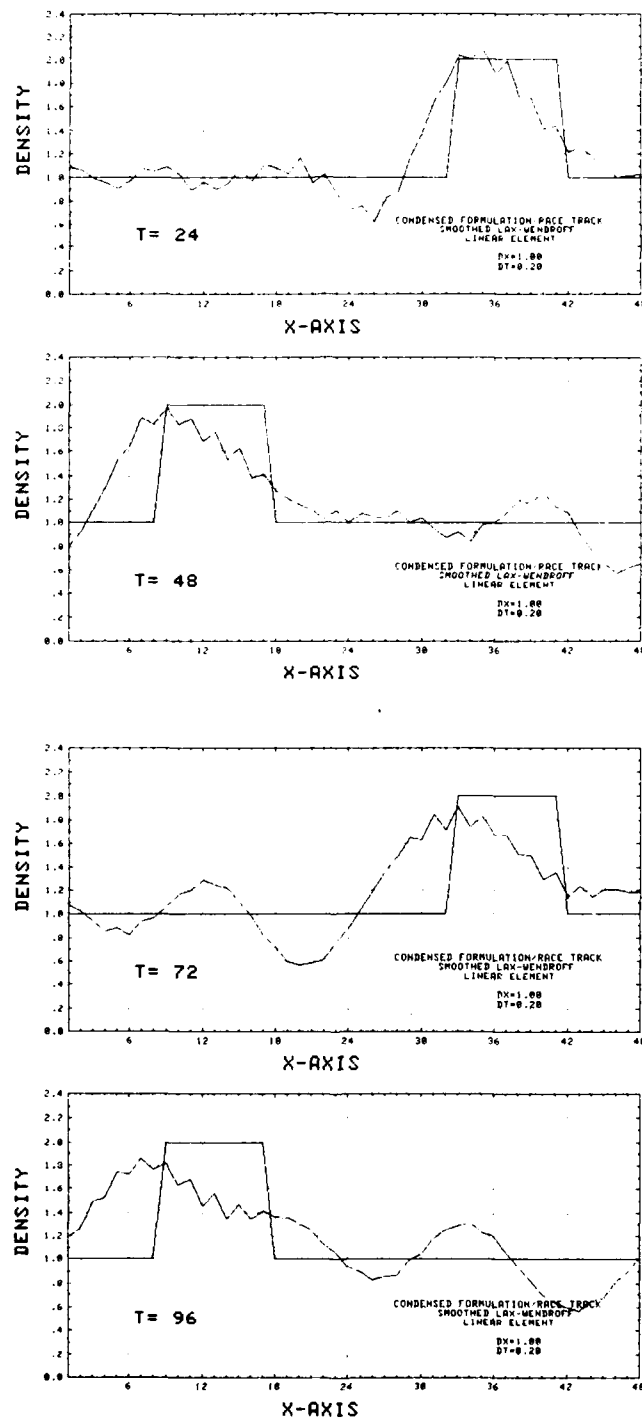 2.4
2.2
2.0
1.8
1.6
1.4
1.2
1.0
.8
.6
.4
.2
0.0
DENSITY
T= 24
CONDENSED FORMULATION/RACE TRACK
SMOOTHED LAX-WENDROFF
LINEAR ELEMENT
DX=1.00
DT=0.20
6 12 18 24 30 36 42 48
X-AXIS
2.4
2.2
2.0
1.8
1.6
1.4
1.2
1.0
.8
.6
.4
.2
0.0
DENSITY
T= 48
CONDENSED FORMULATION/RACE TRACK
SMOOTHED LAX-WENDROFF
LINEAR ELEMENT
DX=1.00
DT=0.20
6 12 18 24 30 36 42 48
X-AXIS
2.4
2.2
2.0
1.8
1.6
1.4
1.2
1.0
.8
.6
.4
.2
0.0
DENSITY
T= 72
CONDENSED FORMULATION/RACE TRACK
SMOOTHED LAX-WENDROFF
LINEAR ELEMENT
DX=1.00
DT=0.20
6 12 18 24 30 36 42 48
X-AXIS
2.4
2.2
2.0
1.8
1.6
1.4
1.2
1.0
.8
.6
.4
.2
0.0
DENSITY
T= 96
CONDENSED FORMULATION/RACE TRACK
SMOOTHED LAX-WENDROFF
LINEAR ELEMENT
DX=1.00
DT=0.20
6 12 18 24 30 36 42 48
X-AXIS